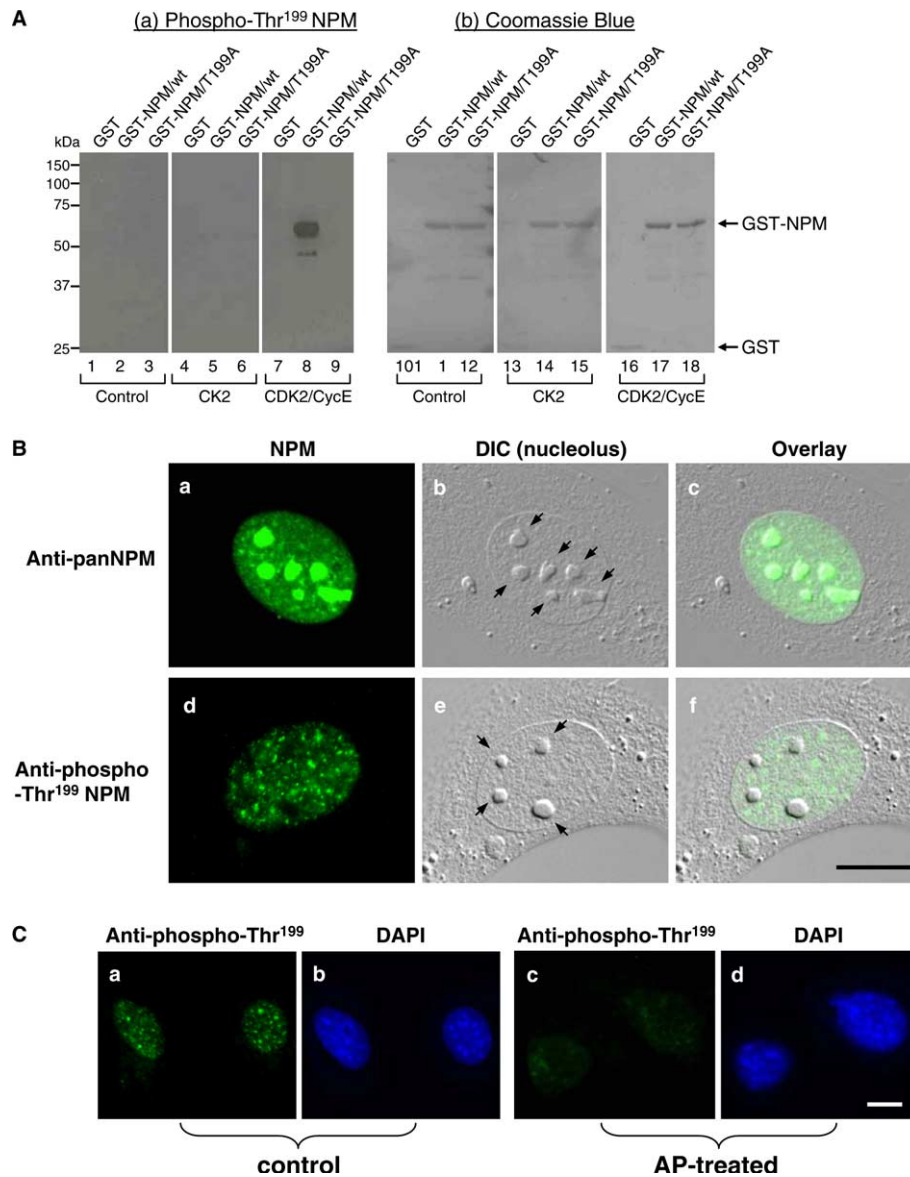 A
(a) Phospho-Thr¹⁹⁹ NPM
(b) Coomassie Blue
GST
GST-NPM/wt
GST-NPM/T199A
GST
GST-NPM/wt
GST-NPM/T199A
GST
GST-NPM/wt
GST-NPM/T199A
GST
GST-NPM/wt
GST-NPM/T199A
GST
GST-NPM/wt
GST-NPM/T199A
GST
GST-NPM/wt
GST-NPM/T199A
kDa
150
100
75
50
37
25
GST-NPM
GST
1 2 3 4 5 6 7 8 9 101 1 12 13 14 15 16 17 18
Control CK2 CDK2/CycE Control CK2 CDK2/CycE
B
NPM DIC (nucleolus) Overlay
a b c
Anti-panNPM
d e f
Anti-phospho
-Thr¹⁹⁹ NPM
C
Anti-phospho-Thr¹⁹⁹ DAPI Anti-phospho-Thr¹⁹⁹ DAPI
a b c d
control AP-treated